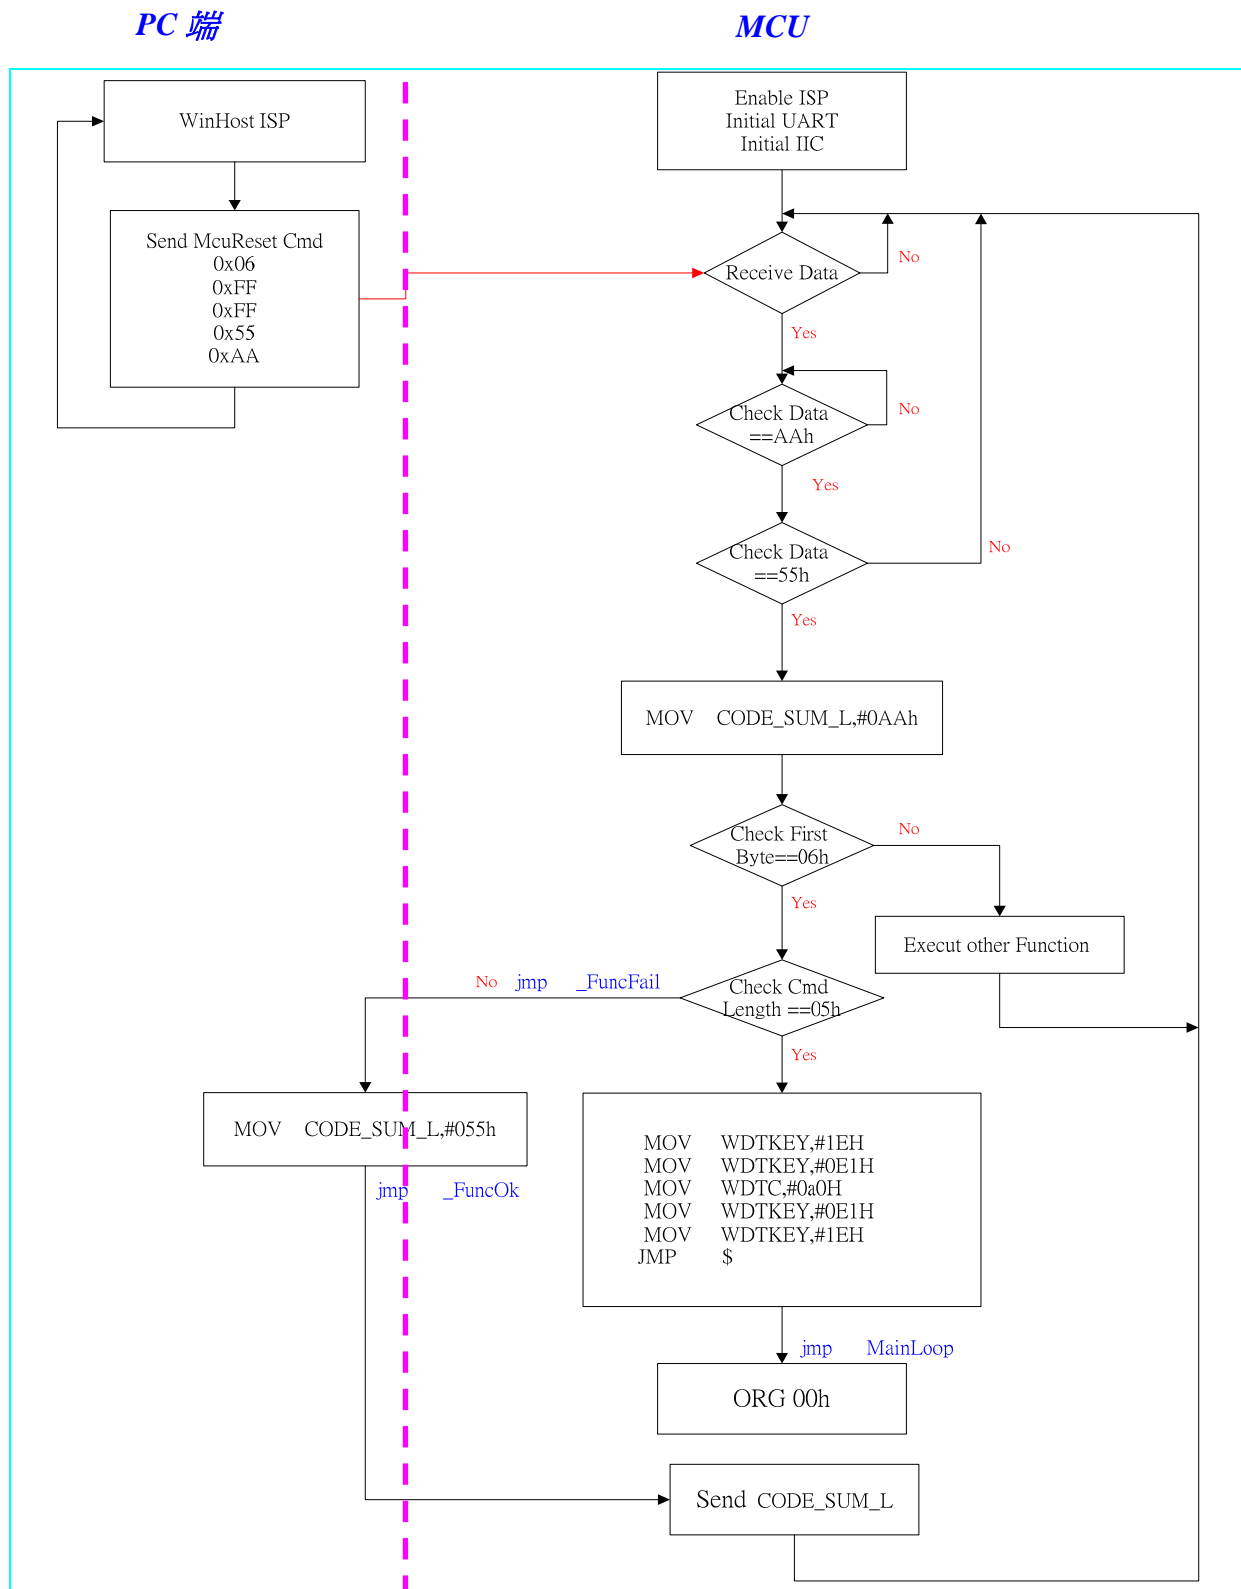 PC 端
MCU
WinHost ISP
Send McuReset Cmd
0x06
0xFF
0xFF
0x55
0xAA
Enable ISP
Initial UART
Initial IIC
Receive Data
No
Yes
Check Data
==AAh
No
Yes
Check Data
==55h
No
Yes
MOV CODE_SUM_L,#0AAh
Check First
Byte==06h
No
Yes
Execut other Function
Check Cmd
Length ==05h
No jmp _FuncFail
Yes
MOV CODE_SUM_L,#055h
jmp _FuncOk
MOV WDTKEY,#1EH
MOV WDTKEY,#0E1H
MOV WDTC,#0a0H
MOV WDTKEY,#0E1H
MOV WDTKEY,#1EH
JMP $
jmp MainLoop
ORG 00h
Send CODE_SUM_L